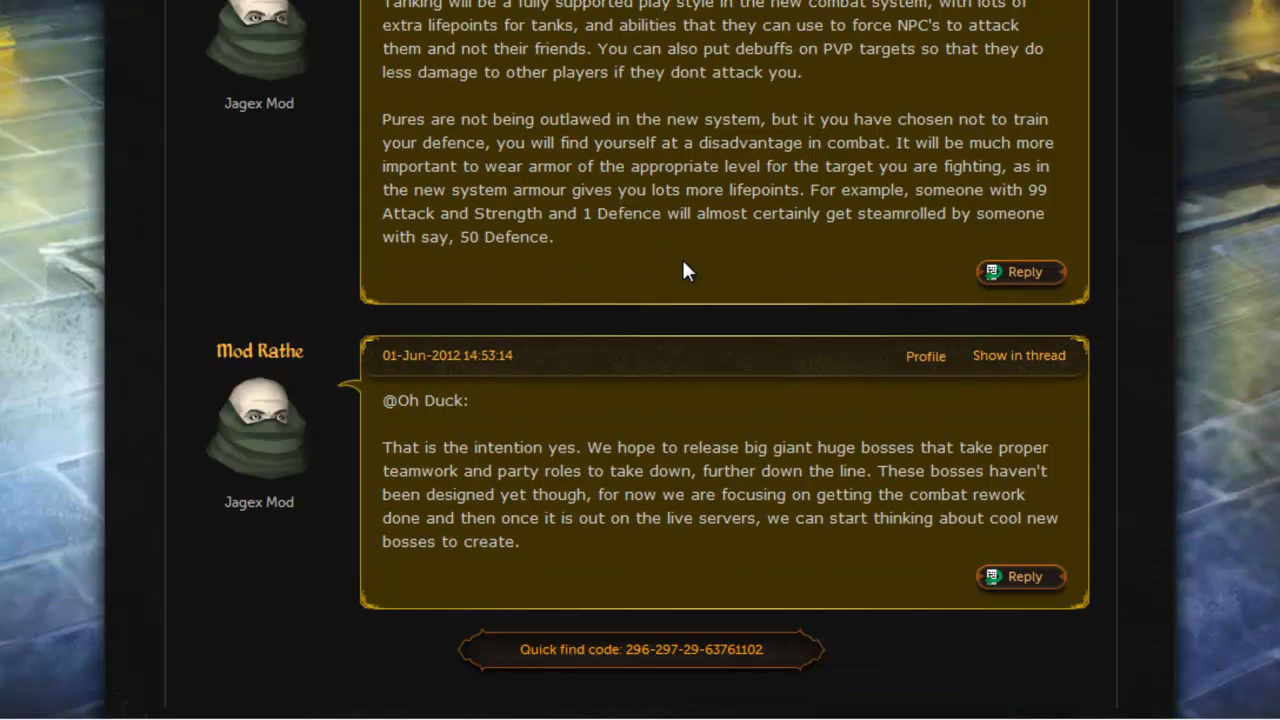 Tanking will be a fully supported play style in the new combat system, with lots of
extra lifepoints for tanks, and abilities that they can use to force NPC's to attack
them and not their friends. You can also put debuffs on PVP targets so that they do
less damage to other players if they dont attack you.
Jagex Mod
Pures are not being outlawed in the new system, but it you have chosen not to train
your defence, you will find yourself at a disadvantage in combat. It will be much more
important to wear armor of the appropriate level for the target you are fighting, as in
the new system armour gives you lots more lifepoints. For example, someone with 99
Attack and Strength and 1 Defence will almost certainly get steamrolled by someone
with say, 50 Defence.
Reply
Mod Rathe
01-Jun-2012 14:53:14 Profile Show in thread
@Oh Duck:
That is the intention yes. We hope to release big giant huge bosses that take proper
teamwork and party roles to take down, further down the line. These bosses haven't
been designed yet though, for now we are focusing on getting the combat rework
done and then once it is out on the live servers, we can start thinking about cool new
bosses to create.
Jagex Mod
Reply
Quick find code: 296-297-29-63761102